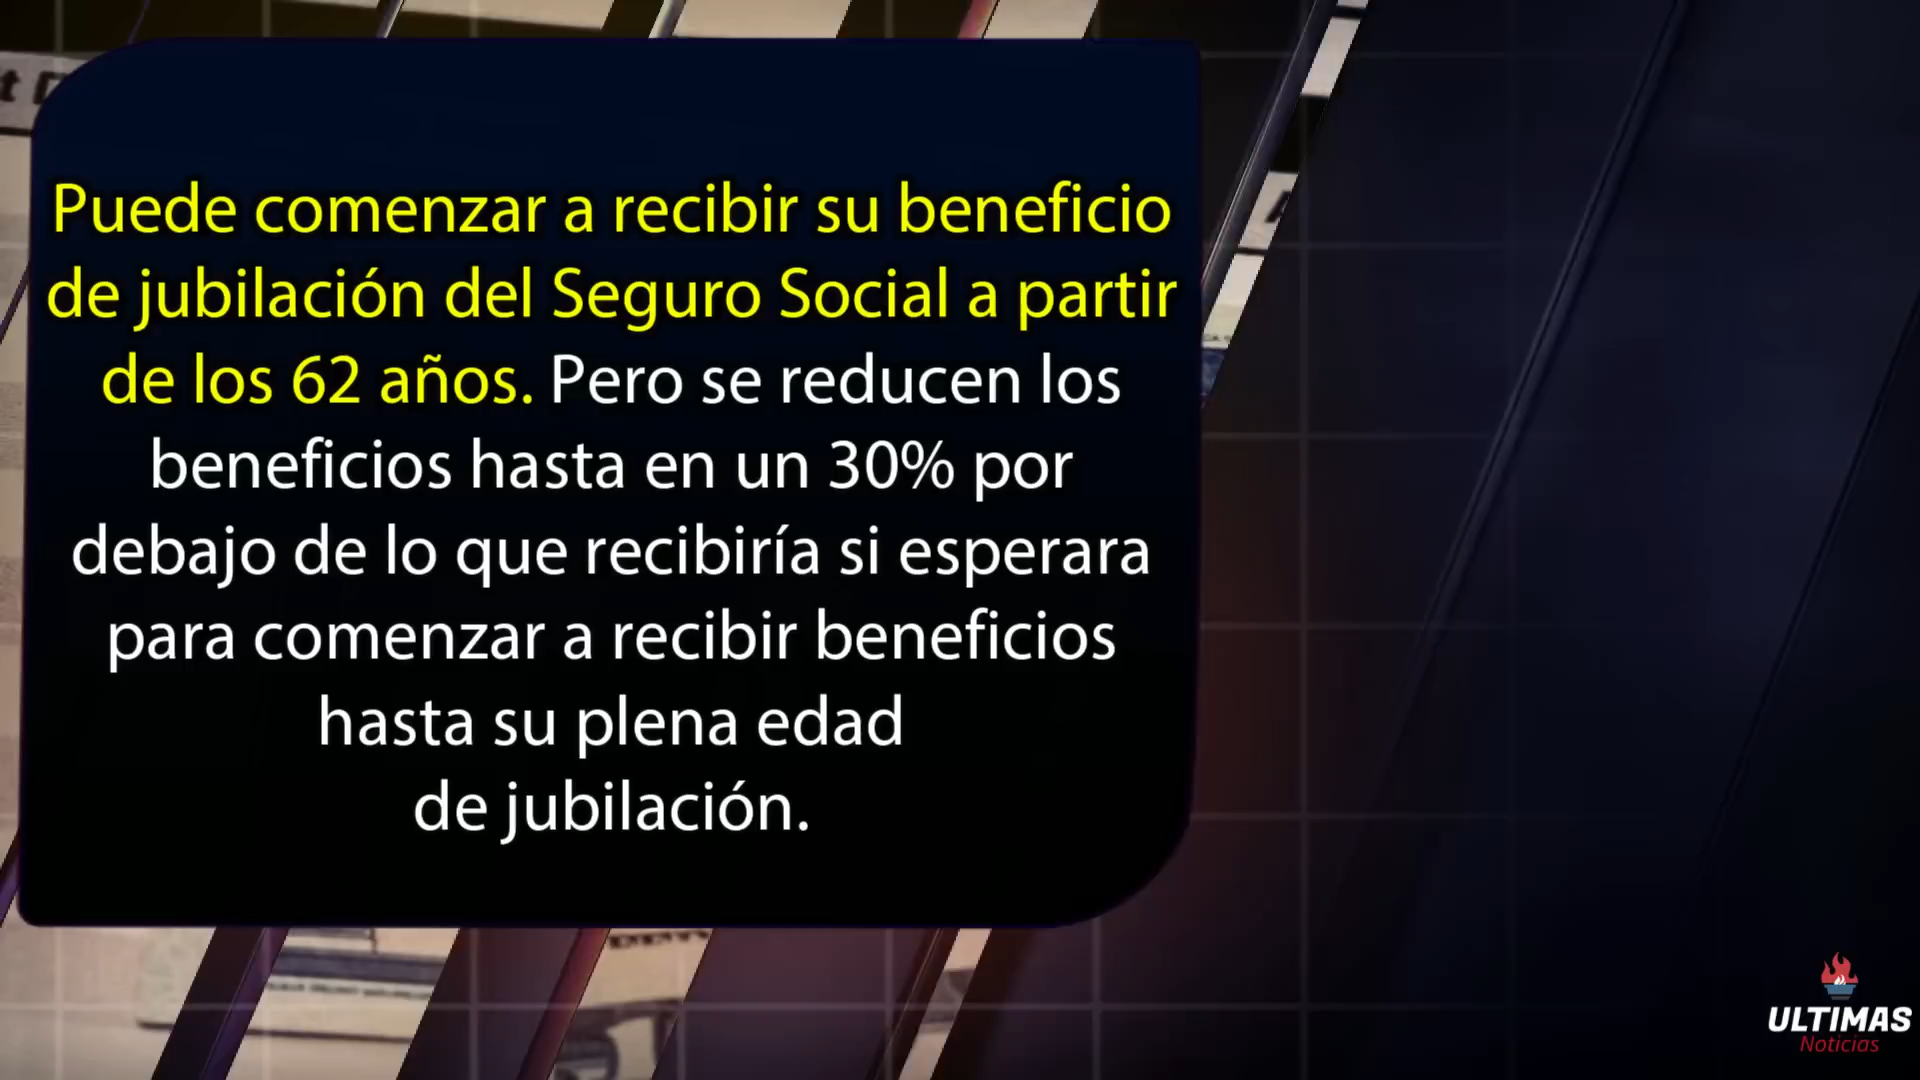 Puede comenzar a recibir su beneficio
de jubilación del Seguro Social a partir
de los 62 años. Pero se reducen los
beneficios hasta en un 30% por
debajo de lo que recibiría si esperara
para comenzar a recibir beneficios
hasta su plena edad
de jubilación.
ULTIMAS
Noticias